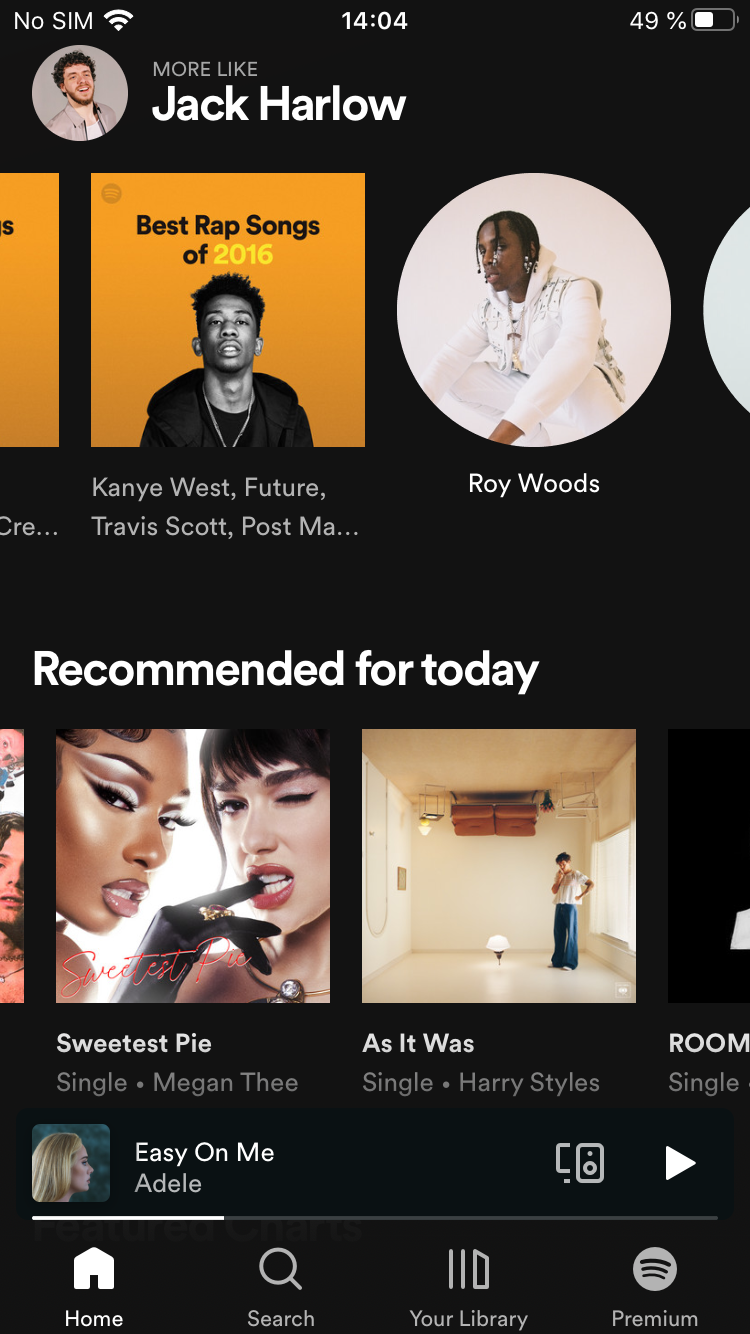 No SIM 14:04 49 %
MORE LIKE
Jack Harlow
Best Rap Songs
of 2016
Kanye West, Future,
Cre... Travis Scott, Post Ma...
Roy Woods
Recommended for today
Sweetest Pie
Sweetest Pie
Single • Megan Thee
As It Was
Single • Harry Styles
ROOM
Single
Easy On Me
Adele
Featured Charts
Home
Search
Your Library
Premium